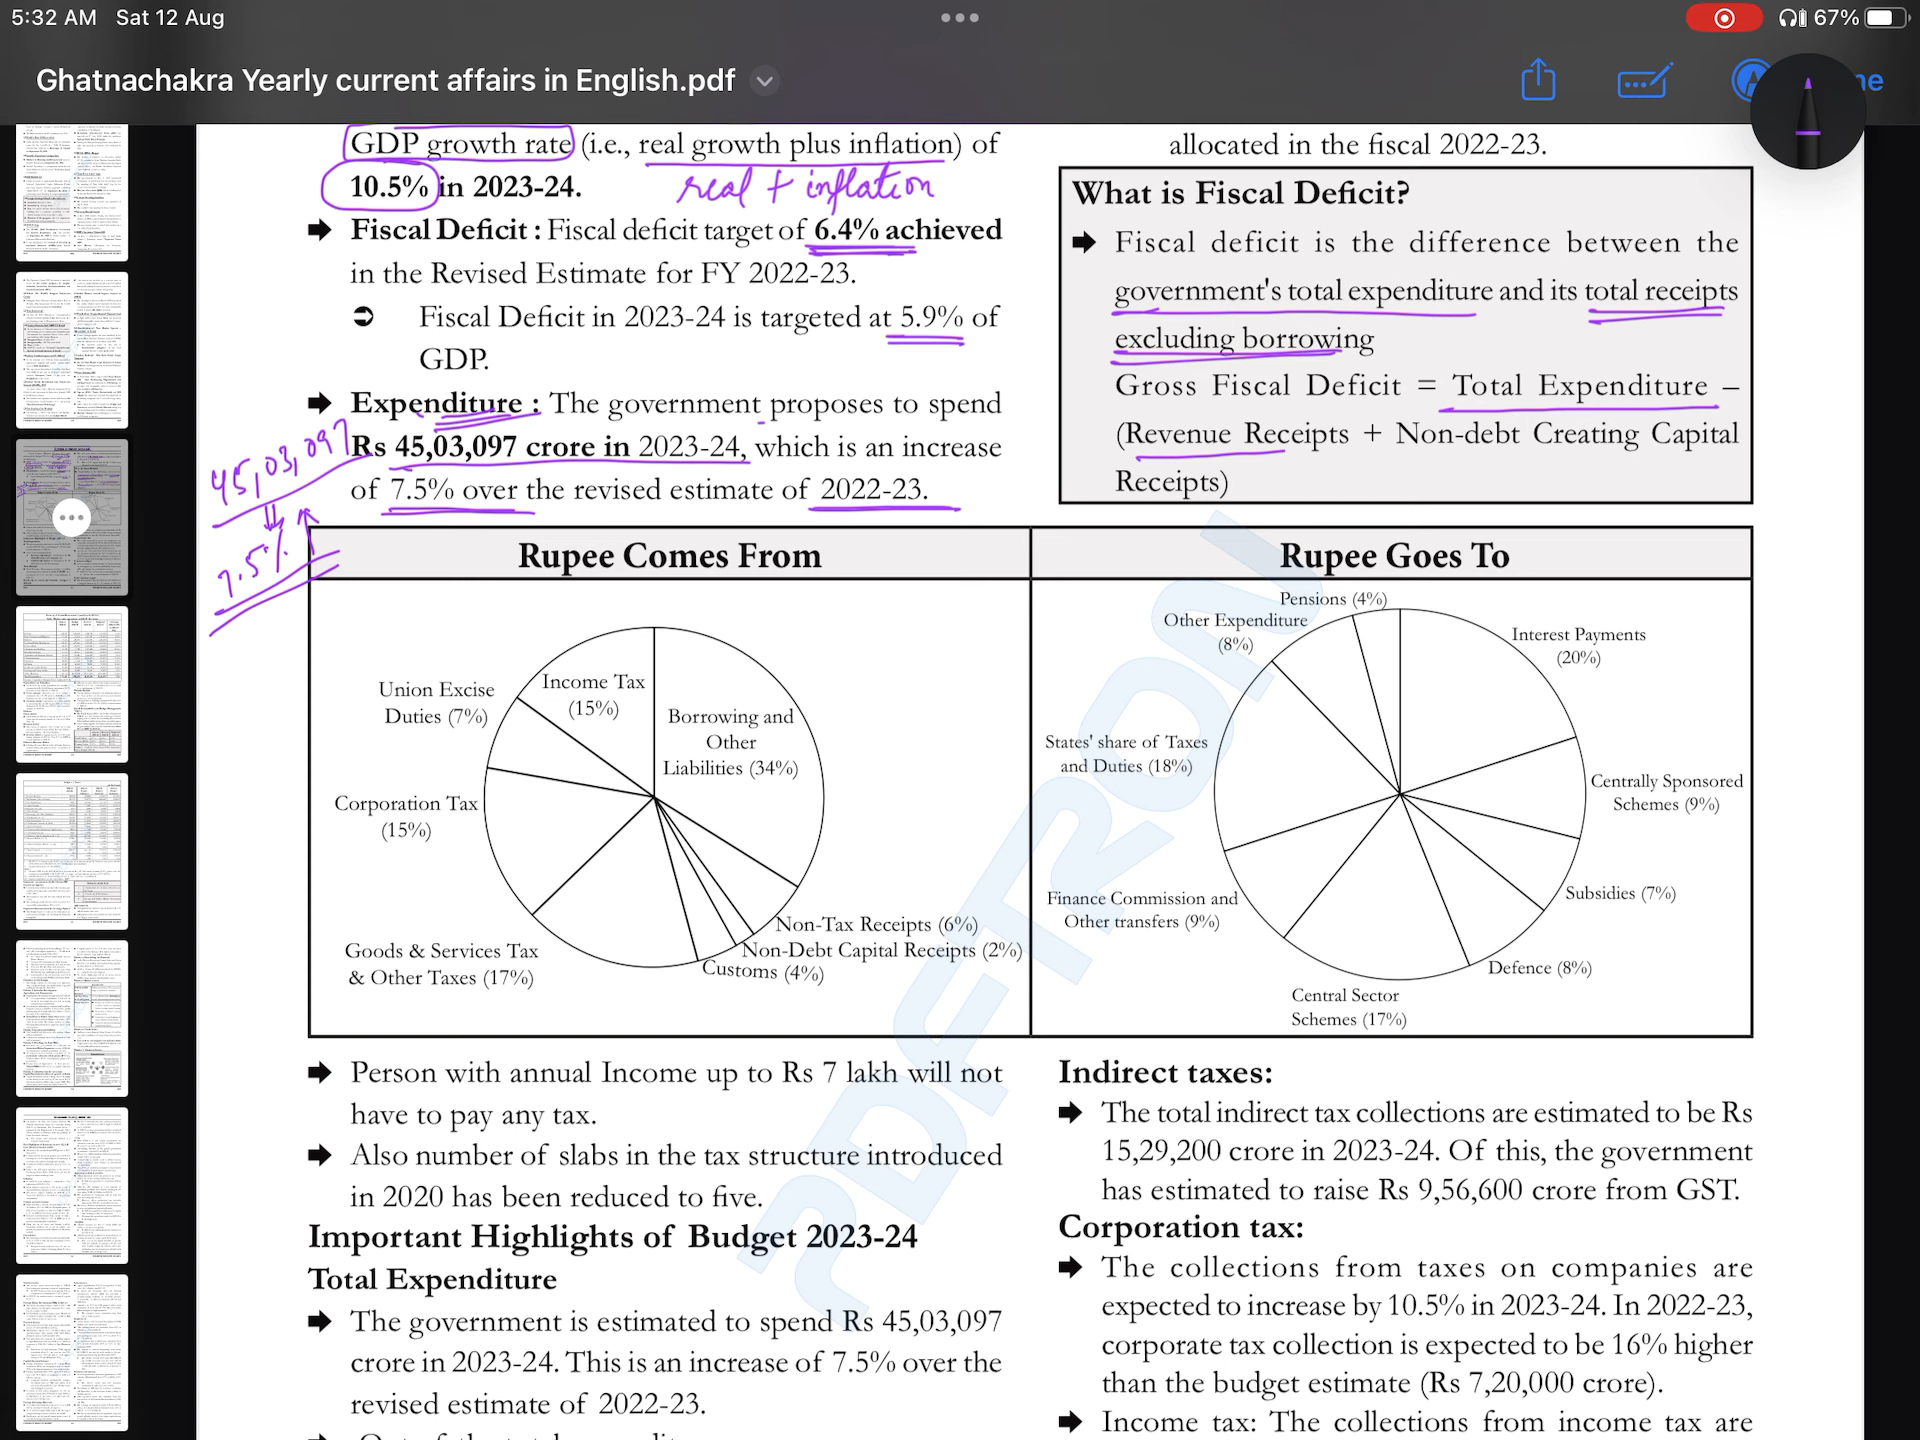 5:32 AM Sat 12 Aug
67%
Ghatnachakra Yearly current affairs in English.pdf
GDP growth rate (i.e., real growth plus inflation) of
10.5% in 2023-24.
real + inflation
➔ Fiscal Deficit : Fiscal deficit target of 6.4% achieved
in the Revised Estimate for FY 2022-23.
➲ Fiscal Deficit in 2023-24 is targeted at 5.9% of
GDP.
➔ Expenditure : The government proposes to spend
Rs 45,03,097 crore in 2023-24, which is an increase
of 7.5% over the revised estimate of 2022-23.
45,03,097
7.5%
allocated in the fiscal 2022-23.
What is Fiscal Deficit?
➔ Fiscal deficit is the difference between the
government's total expenditure and its total receipts
excluding borrowing
Gross Fiscal Deficit = Total Expenditure –
(Revenue Receipts + Non-debt Creating Capital
Receipts)
Rupee Comes From
Income Tax
(15%)
Union Excise
Duties (7%)
Borrowing and
Other
Liabilities (34%)
Corporation Tax
(15%)
Non-Tax Receipts (6%)
Goods & Services Tax
& Other Taxes (17%)
Non-Debt Capital Receipts (2%)
Customs (4%)
Rupee Goes To
Pensions (4%)
Other Expenditure
(8%)
Interest Payments
(20%)
States' share of Taxes
and Duties (18%)
Centrally Sponsored
Schemes (9%)
Finance Commission and
Other transfers (9%)
Subsidies (7%)
Defence (8%)
Central Sector
Schemes (17%)
PDFTRON
➔ Person with annual Income up to Rs 7 lakh will not
have to pay any tax.
➔ Also number of slabs in the tax structure introduced
in 2020 has been reduced to five.
Important Highlights of Budget 2023-24
Total Expenditure
➔ The government is estimated to spend Rs 45,03,097
crore in 2023-24. This is an increase of 7.5% over the
revised estimate of 2022-23.
Indirect taxes:
➔ The total indirect tax collections are estimated to be Rs
15,29,200 crore in 2023-24. Of this, the government
has estimated to raise Rs 9,56,600 crore from GST.
Corporation tax:
➔ The collections from taxes on companies are
expected to increase by 10.5% in 2023-24. In 2022-23,
corporate tax collection is expected to be 16% higher
than the budget estimate (Rs 7,20,000 crore).
➔ Income tax: The collections from income tax are